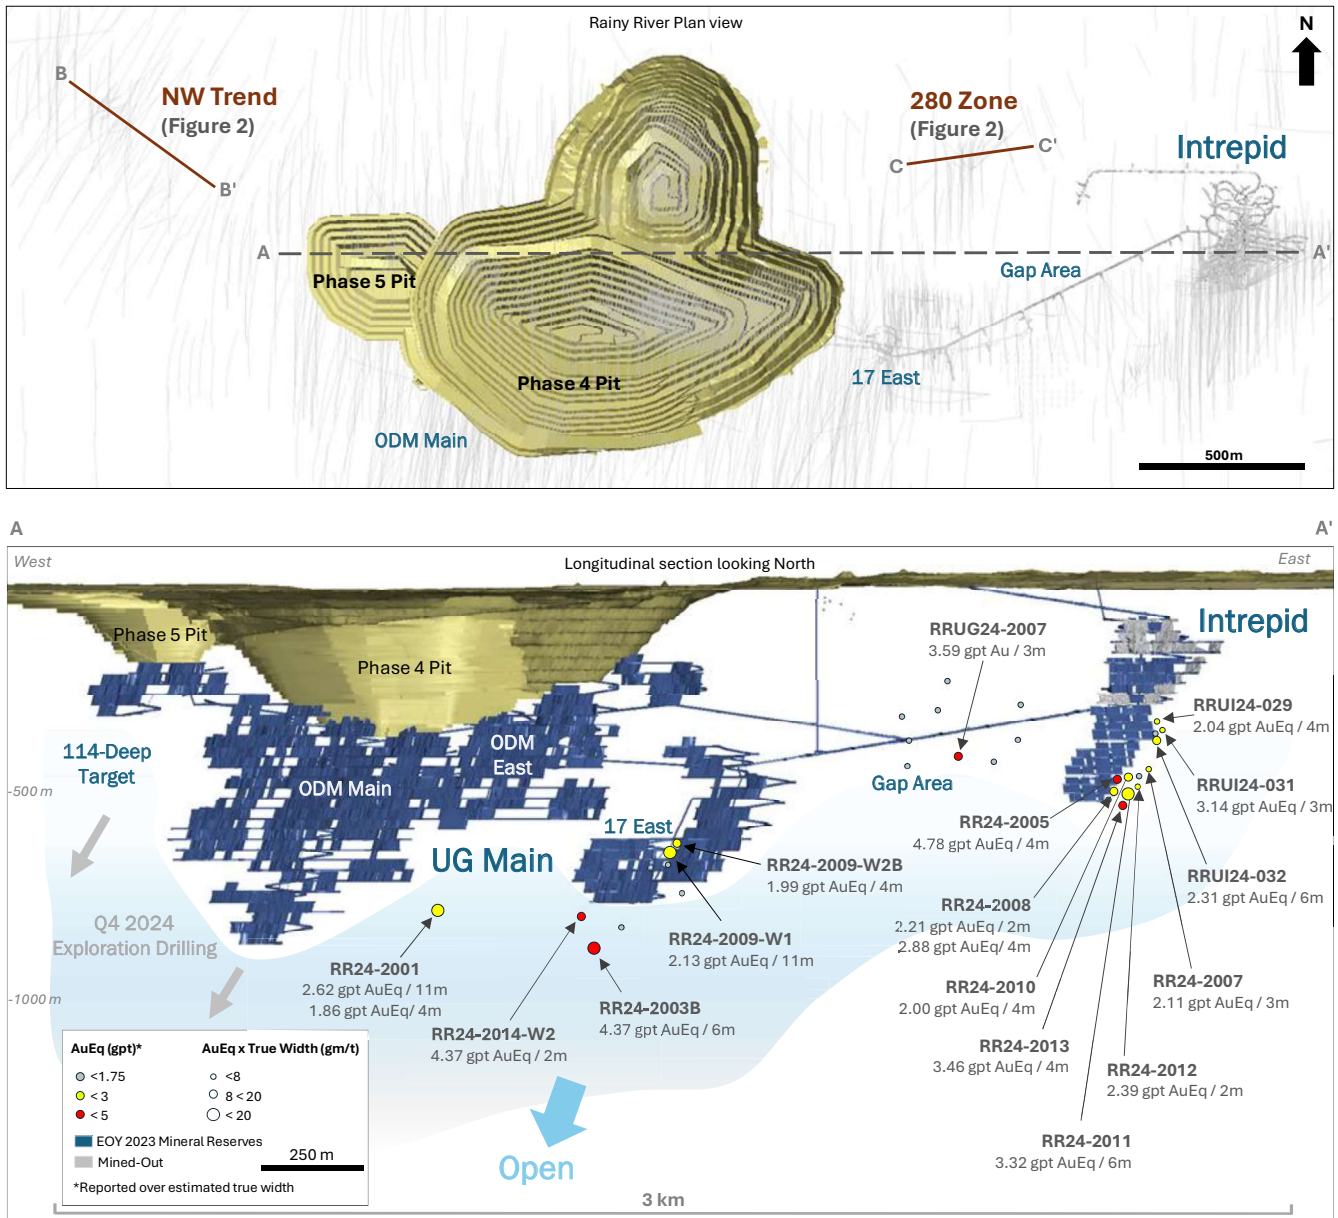 Rainy River Plan view
N
B
NW Trend
(Figure 2)
B'
280 Zone
(Figure 2)
C
C'
Intrepid
A
A'
Phase 5 Pit
Gap Area
17 East
Phase 4 Pit
ODM Main
500m
A
A'
West
Longitudinal section looking North
East
Phase 5 Pit
Phase 4 Pit
Intrepid
RRUG24-2007
3.59 gpt Au / 3m
RRUI24-029
2.04 gpt AuEq / 4m
114-Deep
Target
ODM
East
ODM Main
Gap Area
RRUI24-031
3.14 gpt AuEq / 3m
-500 m
17 East
RR24-2005
4.78 gpt AuEq / 4m
UG Main
RR24-2009-W2B
1.99 gpt AuEq / 4m
RRUI24-032
2.31 gpt AuEq / 6m
RR24-2008
2.21 gpt AuEq / 2m
2.88 gpt AuEq/ 4m
Q4 2024
Exploration Drilling
RR24-2009-W1
2.13 gpt AuEq / 11m
RR24-2001
2.62 gpt AuEq / 11m
1.86 gpt AuEq/ 4m
RR24-2010
2.00 gpt AuEq / 4m
RR24-2007
2.11 gpt AuEq / 3m
-1000 m
RR24-2003B
4.37 gpt AuEq / 6m
RR24-2014-W2
4.37 gpt AuEq / 2m
RR24-2013
3.46 gpt AuEq / 4m
RR24-2012
2.39 gpt AuEq / 2m
RR24-2011
3.32 gpt AuEq / 6m
Open
AuEq (gpt)*
AuEq x True Width (gm/t)
<1.75
<8
< 3
8 < 20
< 5
< 20
EOY 2023 Mineral Reserves
Mined-Out
250 m
*Reported over estimated true width
3 km